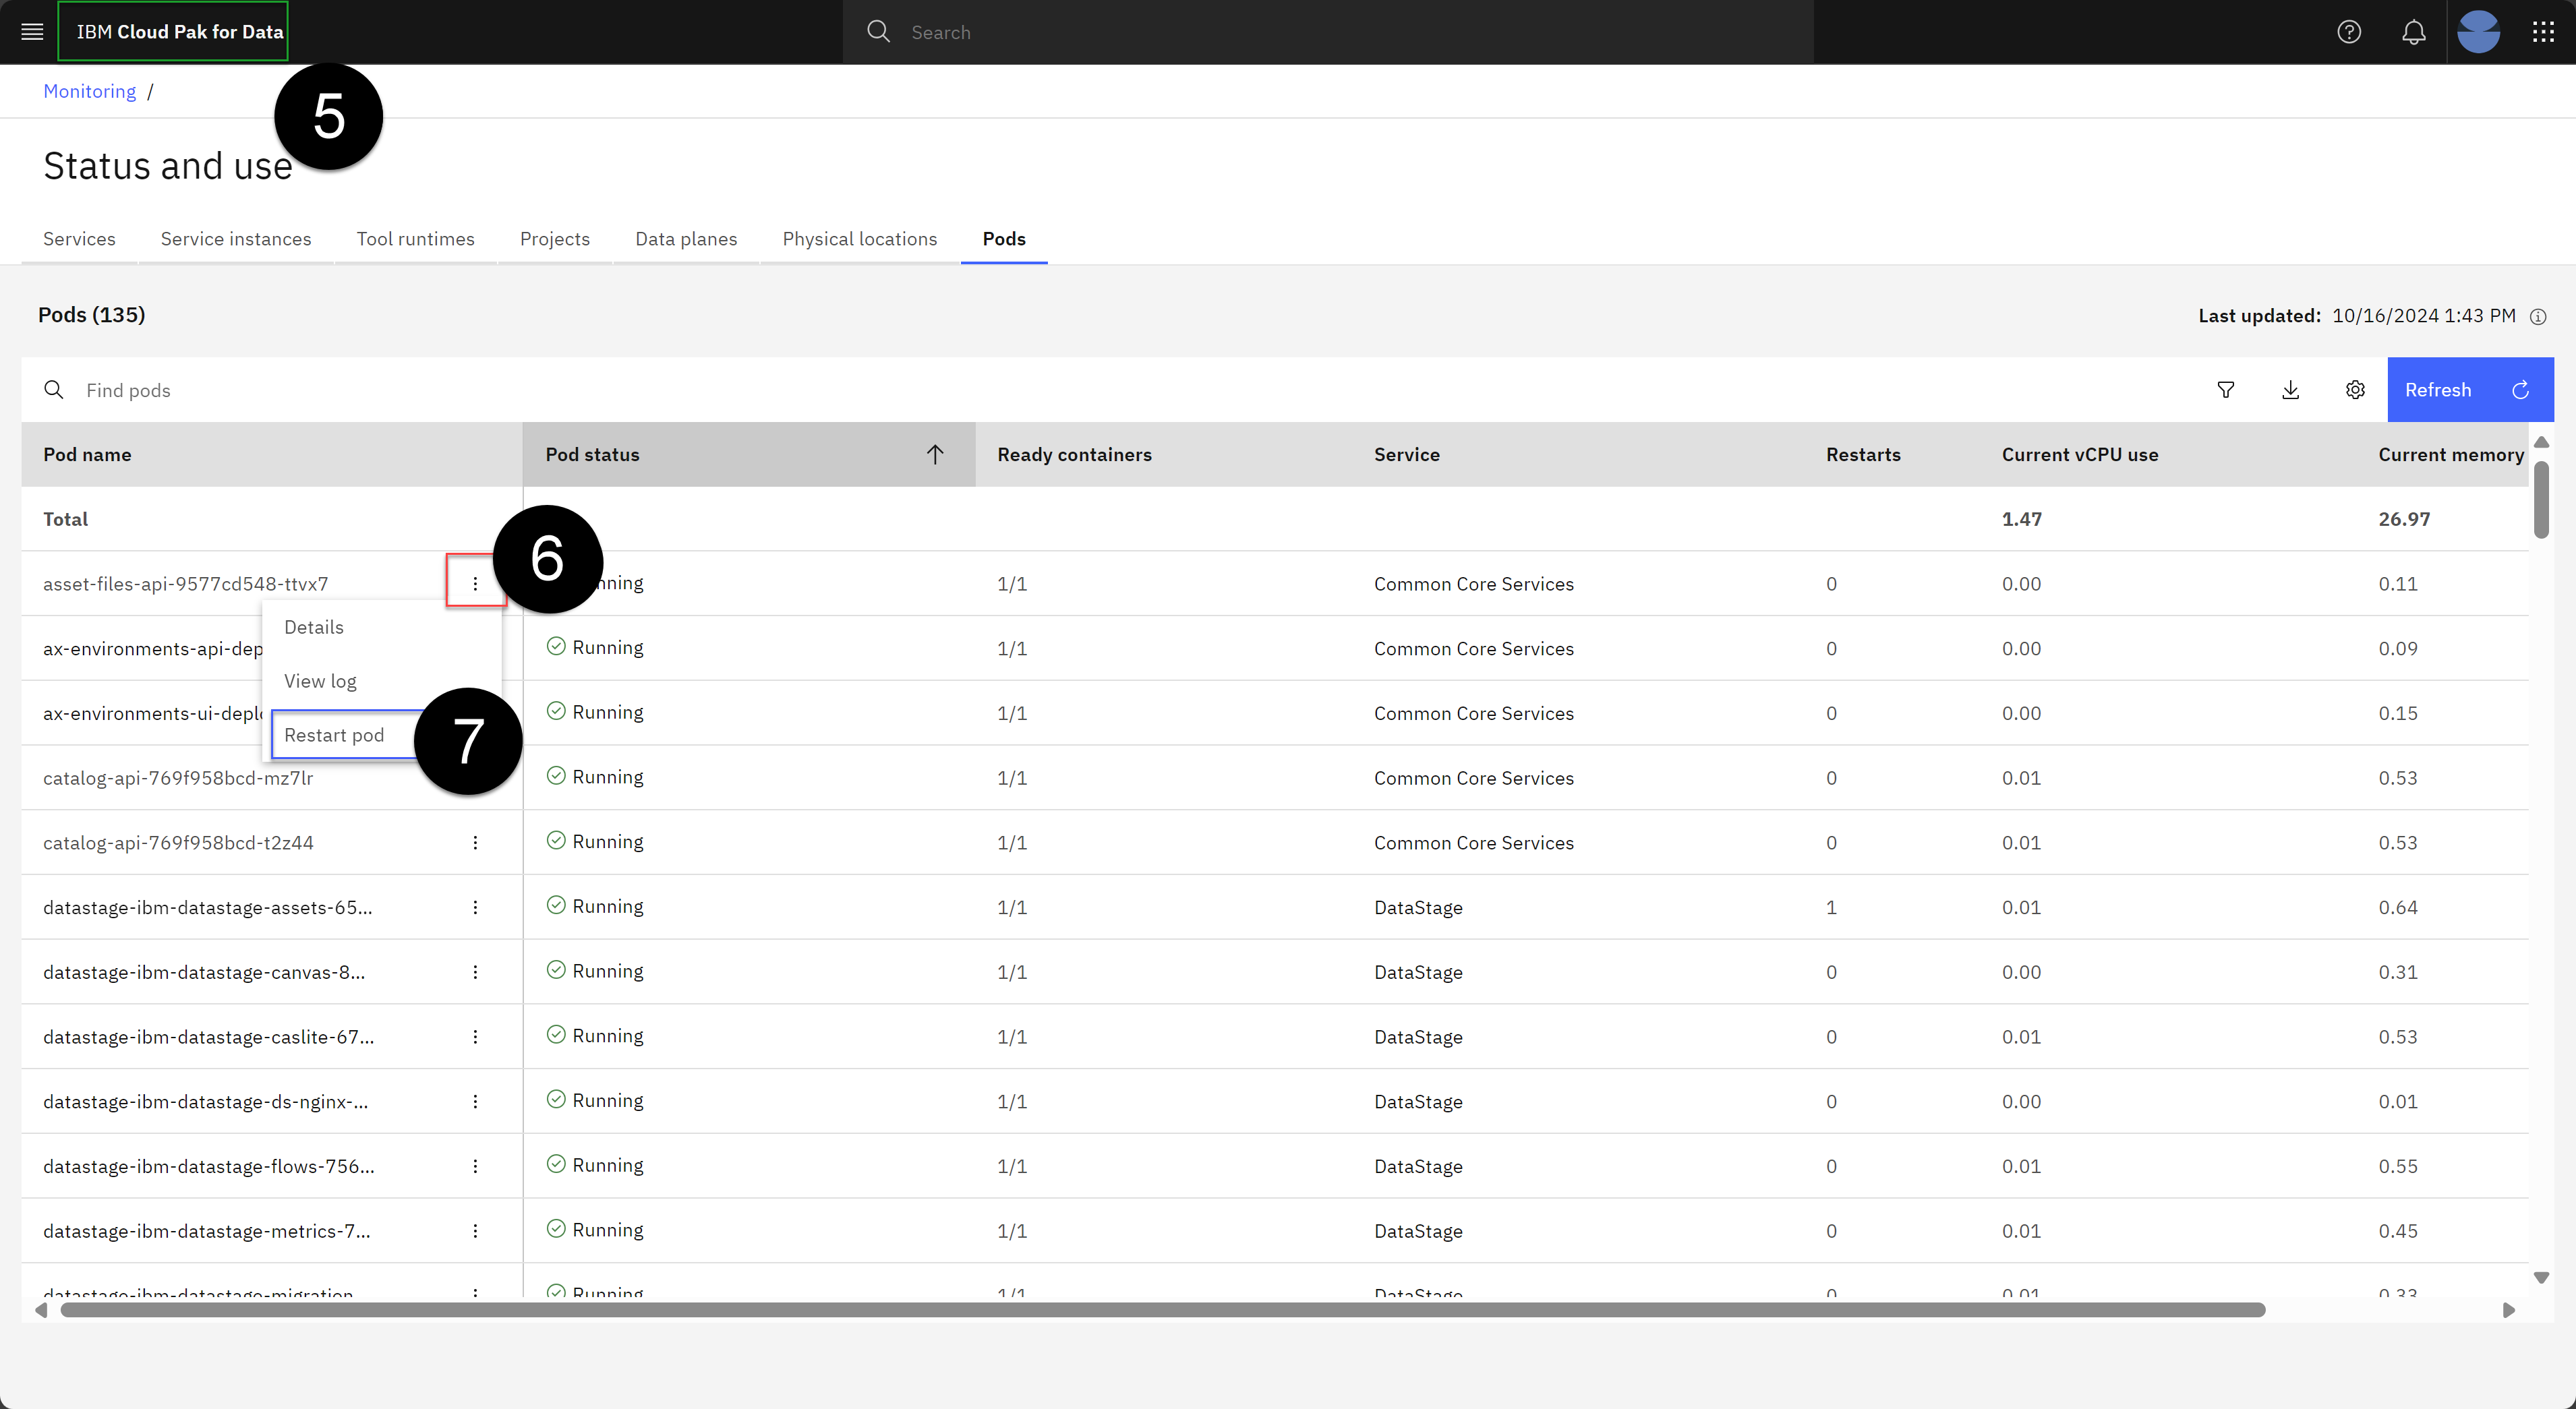 IBM Cloud Pak for Data
Search
Monitoring /
5
Status and use
Services Service instances Tool runtimes Projects Data planes Physical locations Pods
Pods (135)
Last updated: 10/16/2024 1:43 PM
Find pods
Refresh
Pod name Pod status Ready containers Service Restarts Current vCPU use Current memory
Total 1.47 26.97
6
asset-files-api-9577cd548-ttvx7 nning 1/1 Common Core Services 0 0.00 0.11
Details
ax-environments-api-dep Running 1/1 Common Core Services 0 0.00 0.09
View log
ax-environments-ui-deplo Running 1/1 Common Core Services 0 0.00 0.15
Restart pod
7
catalog-api-769f958bcd-mz7lr Running 1/1 Common Core Services 0 0.01 0.53
catalog-api-769f958bcd-t2z44 Running 1/1 Common Core Services 0 0.01 0.53
datastage-ibm-datastage-assets-65... Running 1/1 DataStage 1 0.01 0.64
datastage-ibm-datastage-canvas-8... Running 1/1 DataStage 0 0.00 0.31
datastage-ibm-datastage-caslite-67... Running 1/1 DataStage 0 0.01 0.53
datastage-ibm-datastage-ds-nginx-... Running 1/1 DataStage 0 0.00 0.01
datastage-ibm-datastage-flows-756... Running 1/1 DataStage 0 0.01 0.55
datastage-ibm-datastage-metrics-7... Running 1/1 DataStage 0 0.01 0.45
datastage-ibm-datastage-migration Running 1/1 DataStage 0 0.01 0.33